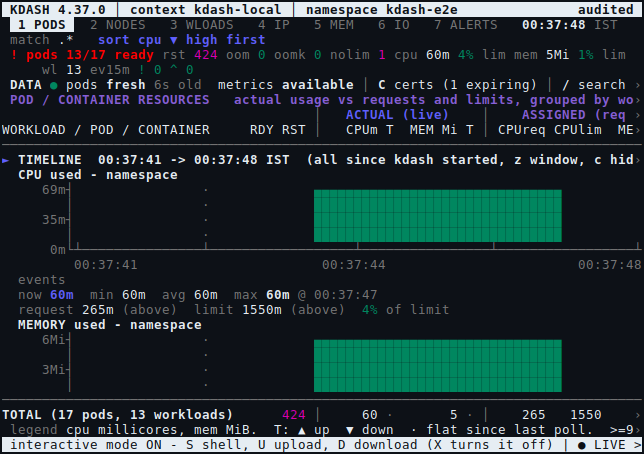 KDASH 4.37.0 │ context kdash-local │ namespace kdash-e2e audited
1 PODS 2 NODES 3 WLOADS 4 IP 5 MEM 6 IO 7 ALERTS 00:37:48 IST
match .* sort cpu ▼ high first
! pods 13/17 ready rst 424 oom 0 oomk 0 nolim 1 cpu 60m 4% lim mem 5Mi 1% lim
wl 13 ev15m ! 0 ^ 0
DATA ● pods fresh 6s old metrics available │ C certs (1 expiring) │ / search ›
POD / CONTAINER RESOURCES actual usage vs requests and limits, grouped by wo›
│ ACTUAL (live) │ ASSIGNED (req ›
WORKLOAD / POD / CONTAINER RDY RST │ CPUm T MEM Mi T │ CPUreq CPUlim ME›
► TIMELINE 00:37:41 -> 00:37:48 IST (all since kdash started, z window, c hid›
CPU used - namespace
69m
35m
0m
00:37:41 00:37:44 00:37:48
events
now 60m min 60m avg 60m max 60m @ 00:37:47
request 265m (above) limit 1550m (above) 4% of limit
MEMORY used - namespace
6Mi
3Mi
TOTAL (17 pods, 13 workloads) 424 │ 60 · 5 · │ 265 1550 ›
legend cpu millicores, mem MiB. T: ▲ up ▼ down · flat since last poll. >=9›
interactive mode ON - S shell, U upload, D download (X turns it off) | ● LIVE >